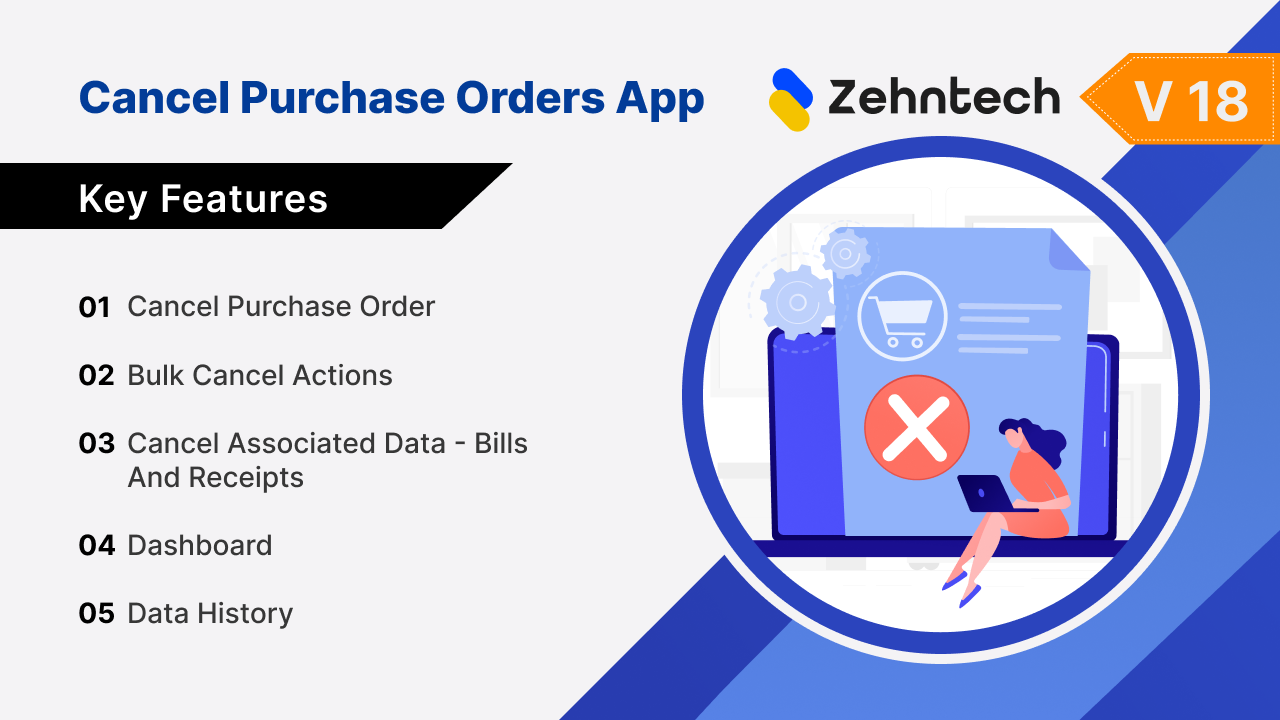 Cancel Purchase Orders App
Zehntech
V 18
Key Features
01 Cancel Purchase Order
02 Bulk Cancel Actions
03 Cancel Associated Data - Bills
And Receipts
04 Dashboard
05 Data History